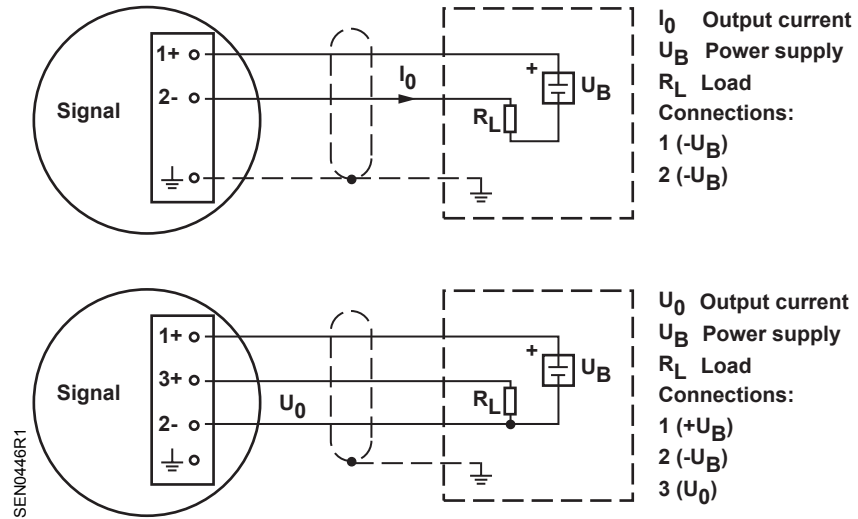 1+
2-
Signal
I0
+
UB
RL
I0 Output current
UB Power supply
RL Load
Connections:
1 (-UB)
2 (-UB)
1+
3+
2-
Signal
U0
+
UB
RL
U0 Output current
UB Power supply
RL Load
Connections:
1 (+UB)
2 (-UB)
3 (U0)
SEN0446R1